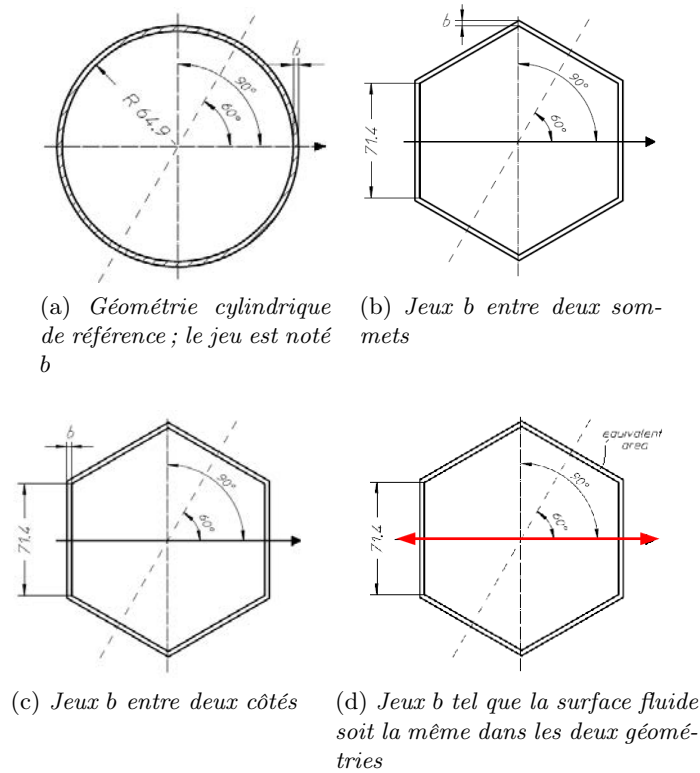 b
90°
60°
R 64.9
b
90°
60°
71.4
(a) Géométrie cylindrique
de référence ; le jeu est noté
b
(b) Jeux b entre deux som-
mets
b
90°
60°
71.4
equivalent
area
90°
60°
71.4
(c) Jeux b entre deux côtés
(d) Jeux b tel que la surface fluide
soit la même dans les deux géomé-
tries